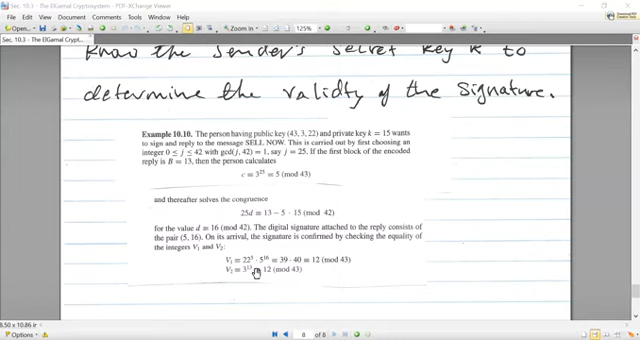 Sec. 10.3 - The ElGamal Cryptosystem - PDF-XChange Viewer
File Edit View Document Comments Tools Window Help
Open...
Zoom In
125%
Sec. 10.3 - The ElGamal Crypt...
know the sender's secret key k to
determine the validty of the signature.
Example 10.10. The person having public key (43, 3, 22) and private key k = 15 wants
to sign and reply to the message SELL NOW. This is carried out by first choosing an
integer 0 ≤ j ≤ 42 with gcd(j, 42) = 1, say j = 25. If the first block of the encoded
reply is B = 13, then the person calculates
c ≡ 3²⁵ ≡ 5 (mod 43)
and thereafter solves the congruence
25d ≡ 13 − 5 · 15 (mod 42)
for the value d ≡ 16 (mod 42). The digital signature attached to the reply consists of
the pair (5, 16). On its arrival, the signature is confirmed by checking the equality of
the integers V₁ and V₂:
V₁ ≡ 22⁵ · 5¹⁶ ≡ 39 · 40 ≡ 12 (mod 43)
V₂ ≡ 3¹³ ≡ 12 (mod 43)
8.50 x 10.86 in
Options
8 of 8